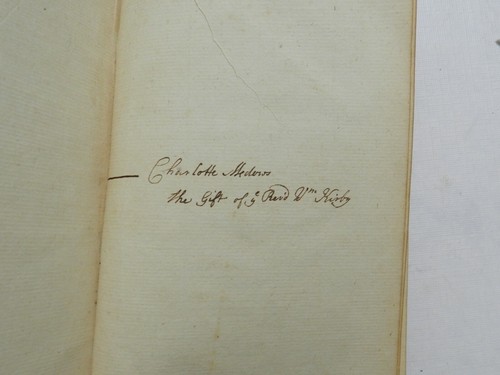 Charlotte Medows
the Gift of yᵉ Revd Wᵐ Kirby